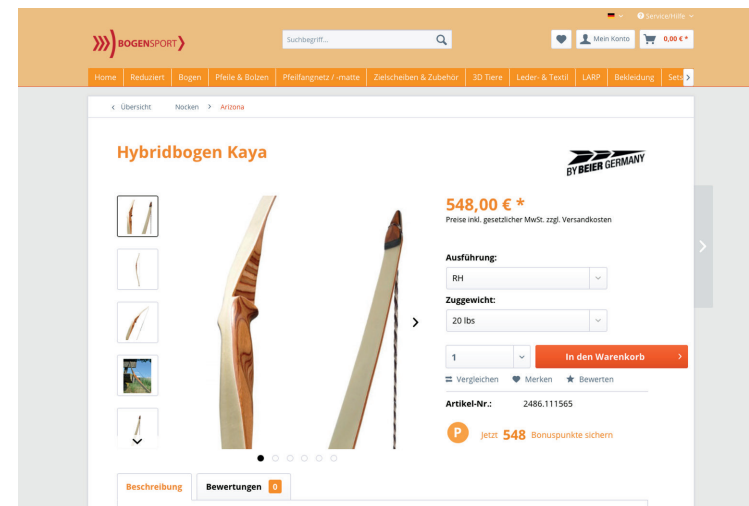 Service/Hilfe
BOGENSPORT
Suchbegriff...
Mein Konto
0,00 € *
Home Reduziert Bogen Pfeile & Bolzen Pfeilfangnetz / -matte Zielscheiben & Zubehör 3D Tiere Leder- & Textil LARP Bekleidung Sets
Übersicht Nocken Arizona
Hybridbogen Kaya
BY BEIER GERMANY
548,00 € *
Preise inkl. gesetzlicher MwSt. zzgl. Versandkosten
Ausführung:
RH
Zuggewicht:
20 lbs
1 In den Warenkorb
Vergleichen Merken Bewerten
Artikel-Nr.: 2486.111565
P Jetzt 548 Bonuspunkte sichern
Beschreibung Bewertungen 0